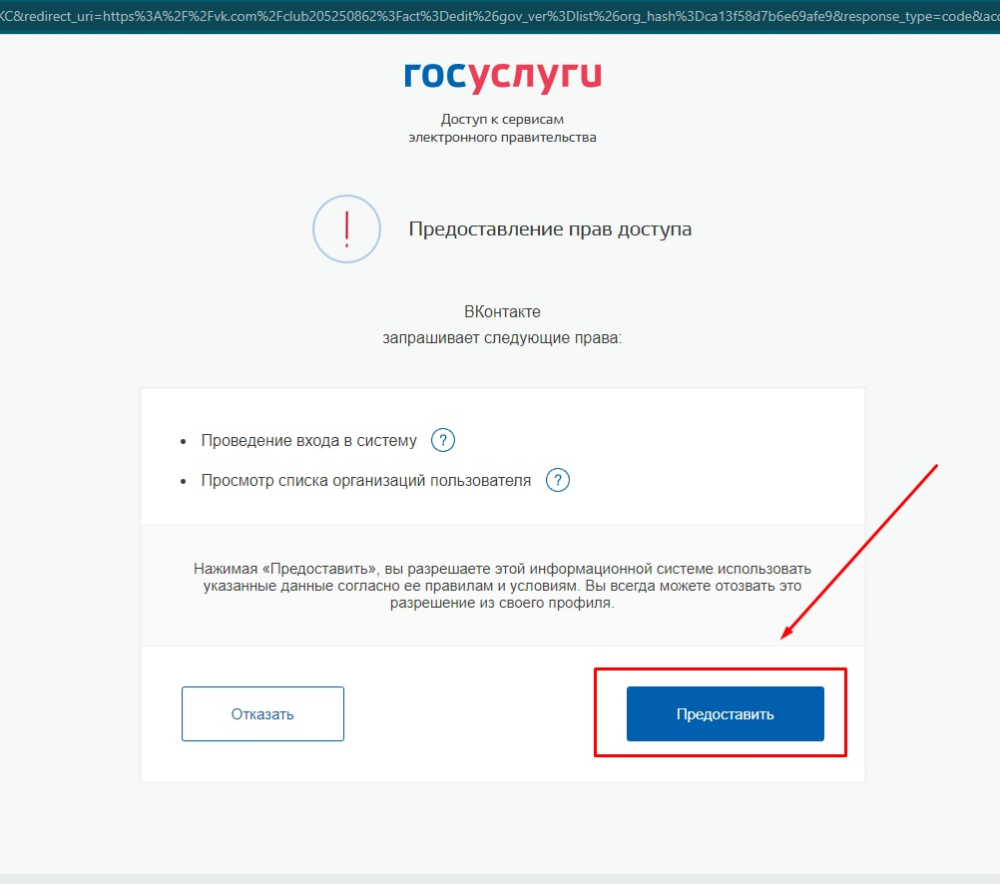 KC&redirect_uri=https%3A%2F%2Fvk.com%2Fclub205250862%3Fact%3Dedit%26gov_ver%3Dlist%26org_hash%3Dca13f58d7b6e69afe9&response_type=code&acc
госуслуги
Доступ к сервисам
электронного правительства
!
Предоставление прав доступа
ВКонтакте
запрашивает следующие права:
• Проведение входа в систему ?
• Просмотр списка организаций пользователя ?
Нажимая «Предоставить», вы разрешаете этой информационной системе использовать
указанные данные согласно ее правилам и условиям. Вы всегда можете отозвать это
разрешение из своего профиля.
Отказать
Предоставить